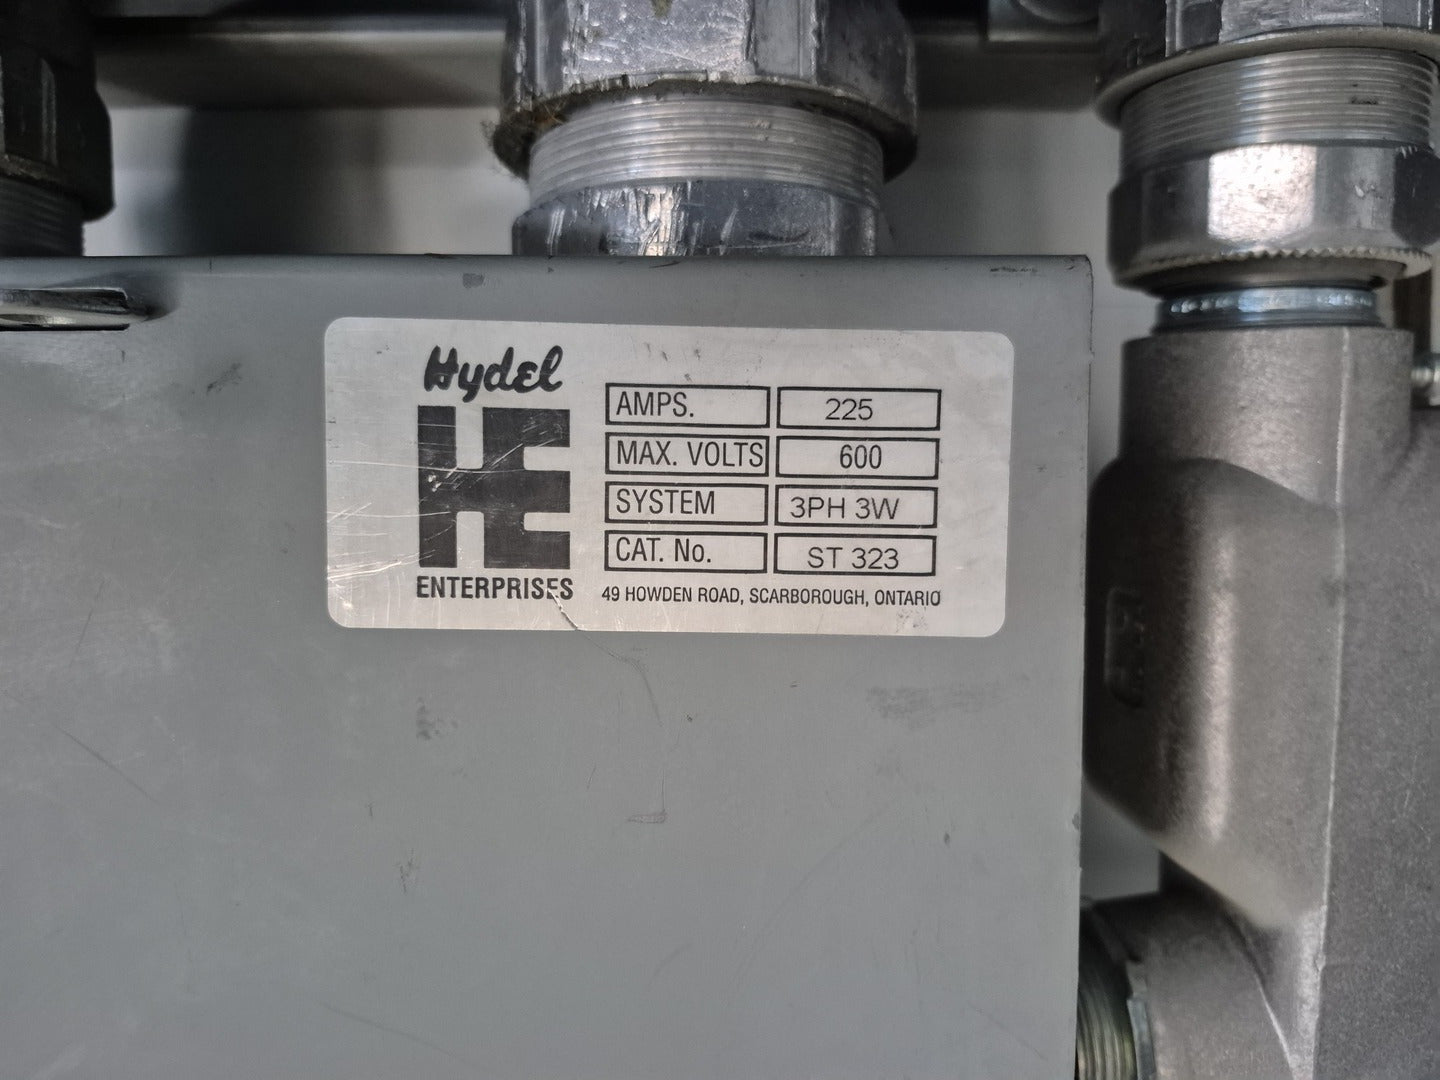 Hydel
HE
ENTERPRISES
AMPS. 225
MAX. VOLTS 600
SYSTEM 3PH 3W
CAT. No. ST 323
49 HOWDEN ROAD, SCARBOROUGH, ONTARIO